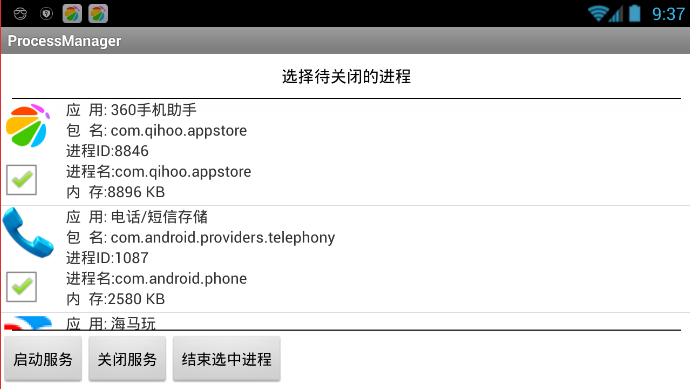 9:37
ProcessManager
选择待关闭的进程
应 用: 360手机助手
包 名: com.qihoo.appstore
进程ID:8846
进程名:com.qihoo.appstore
内 存:8896 KB
应 用: 电话/短信存储
包 名: com.android.providers.telephony
进程ID:1087
进程名:com.android.phone
内 存:2580 KB
应 用: 海马玩
启动服务 关闭服务 结束选中进程